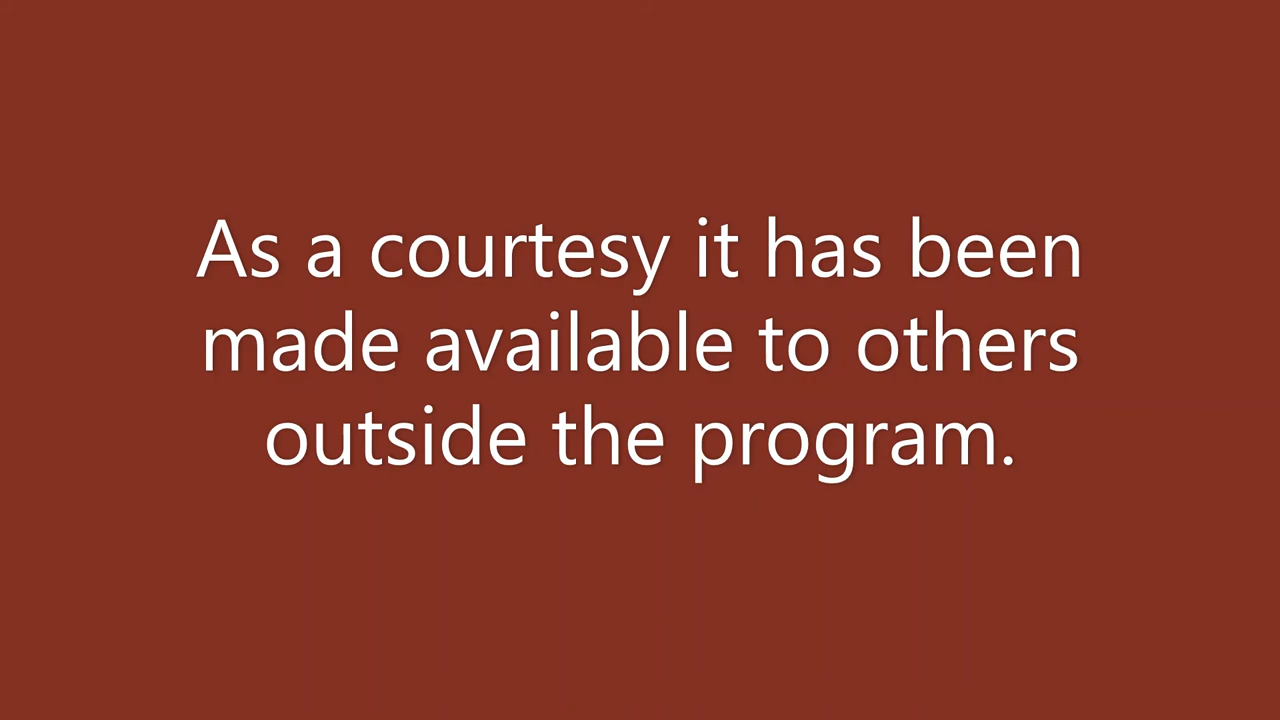 As a courtesy it has been
made available to others
outside the program.